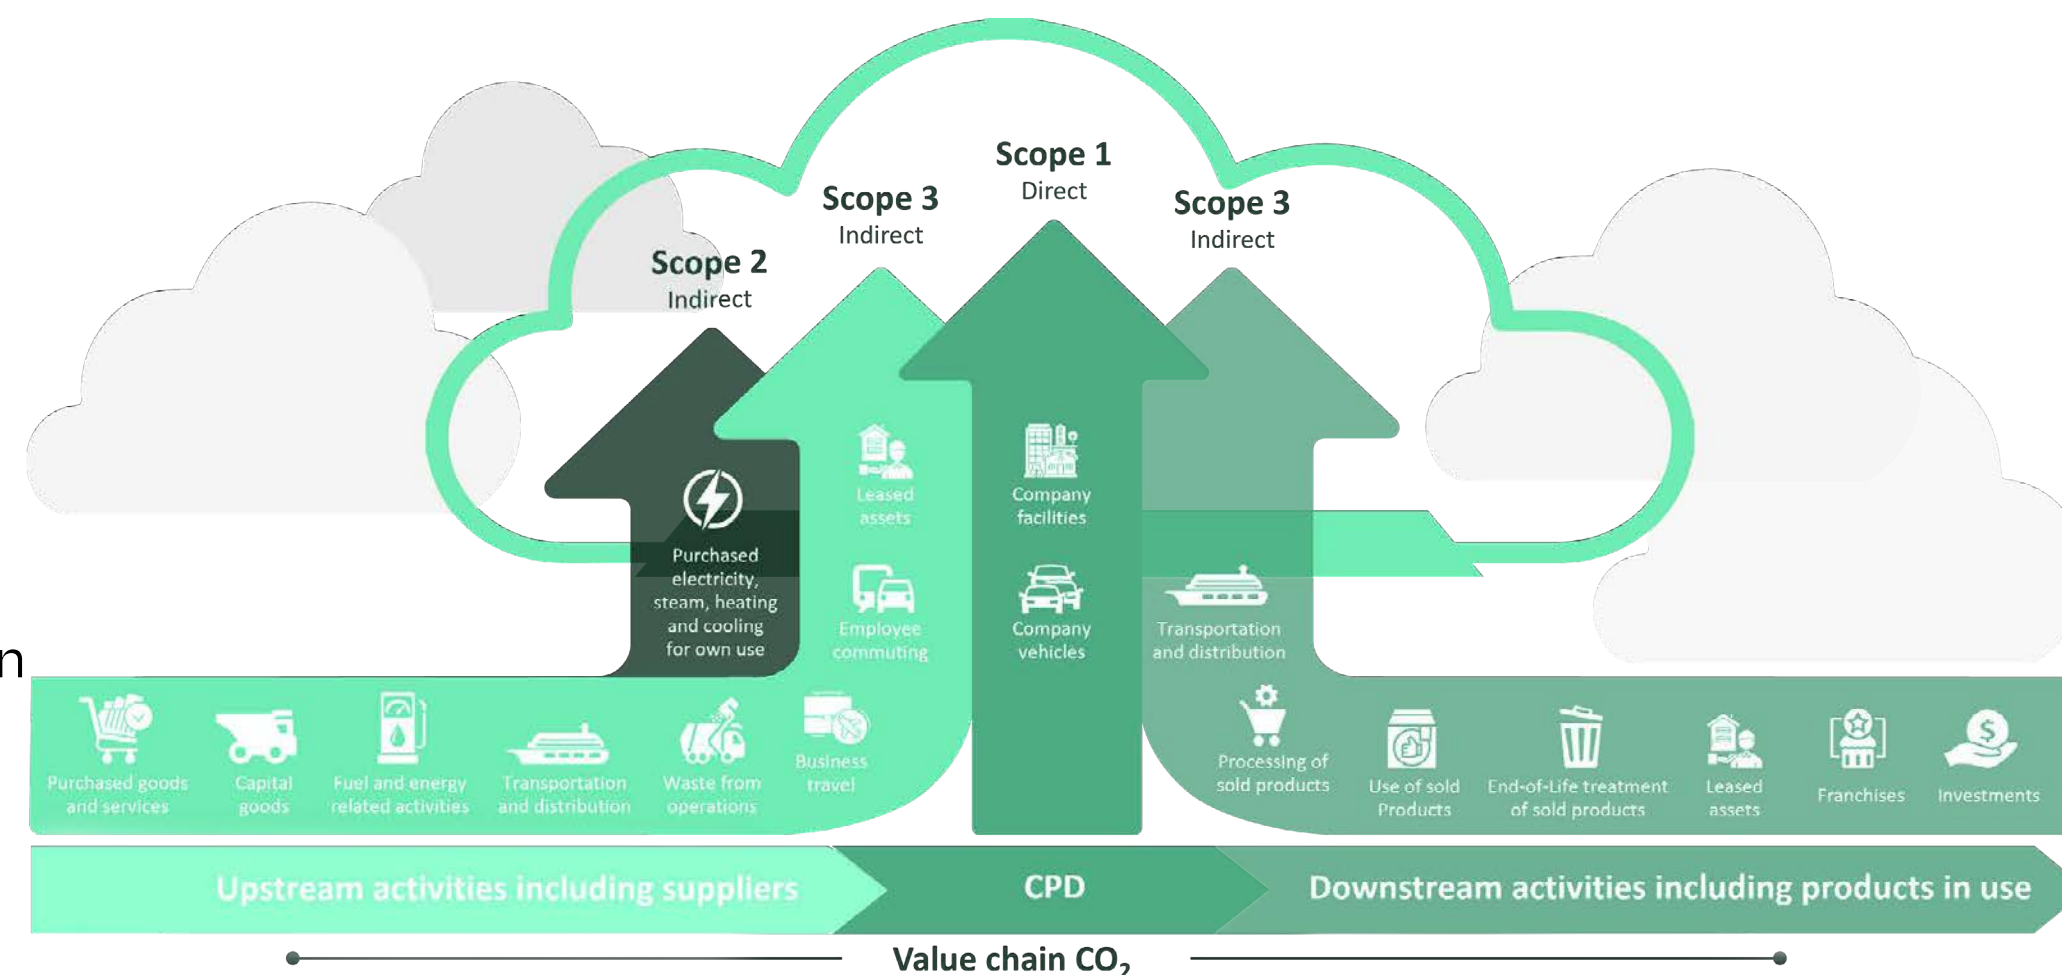 Scope 1
Direct
Scope 3
Indirect
Scope 3
Indirect
Scope 2
Indirect
Leased
assets
Company
facilities
Purchased
electricity,
steam, heating
and cooling
for own use
Employee
commuting
Company
vehicles
Transportation
and distribution
n
Purchased goods
and services
Capital
goods
Fuel and energy
related activities
Transportation
and distribution
Waste from
operations
Business
travel
Processing of
sold products
Use of sold
Products
End-of-Life treatment
of sold products
Leased
assets
Franchises
Investments
Upstream activities including suppliers
CPD
Downstream activities including products in use
Value chain CO₂